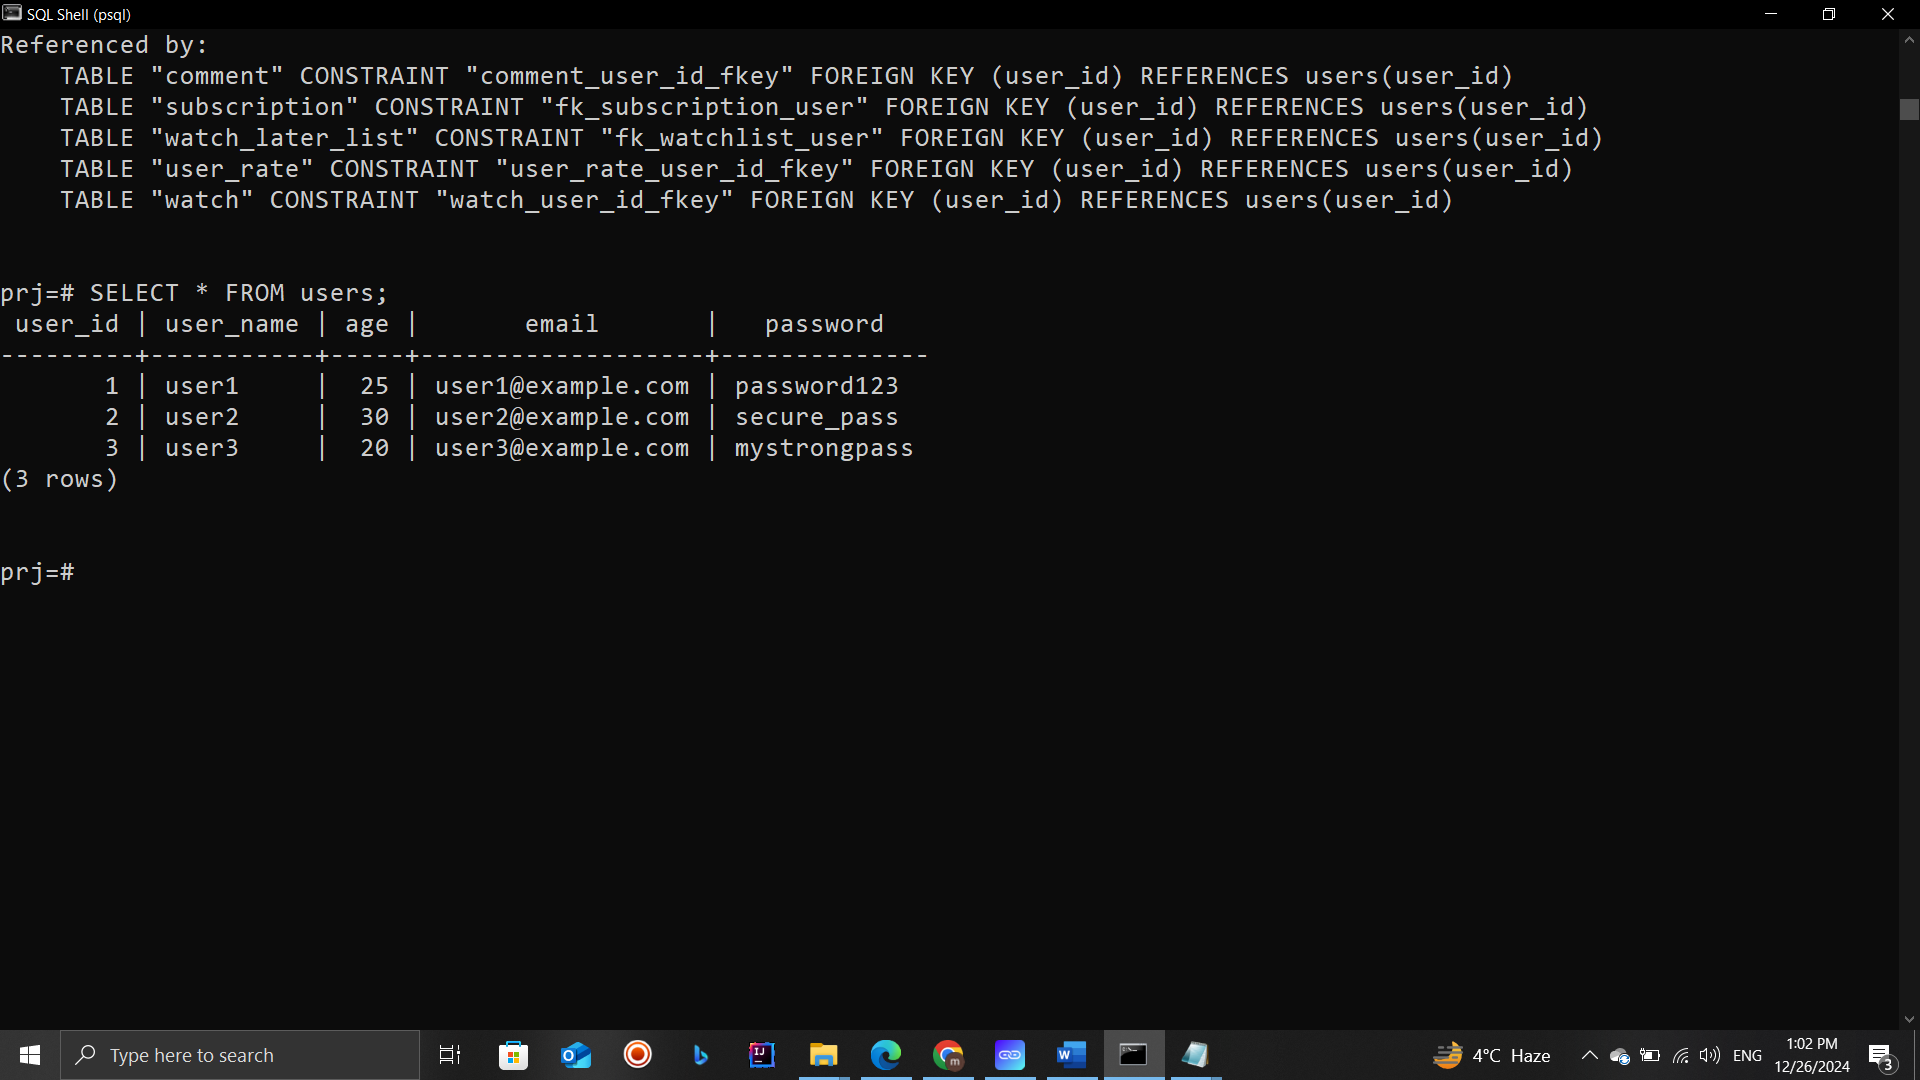 SQL Shell (psql)
Referenced by:
    TABLE "comment" CONSTRAINT "comment_user_id_fkey" FOREIGN KEY (user_id) REFERENCES users(user_id)
    TABLE "subscription" CONSTRAINT "fk_subscription_user" FOREIGN KEY (user_id) REFERENCES users(user_id)
    TABLE "watch_later_list" CONSTRAINT "fk_watchlist_user" FOREIGN KEY (user_id) REFERENCES users(user_id)
    TABLE "user_rate" CONSTRAINT "user_rate_user_id_fkey" FOREIGN KEY (user_id) REFERENCES users(user_id)
    TABLE "watch" CONSTRAINT "watch_user_id_fkey" FOREIGN KEY (user_id) REFERENCES users(user_id)
prj=# SELECT * FROM users;
 user_id | user_name | age |       email       |   password
---------+-----------+-----+-------------------+--------------
       1 | user1     |  25 | user1@example.com | password123
       2 | user2     |  30 | user2@example.com | secure_pass
       3 | user3     |  20 | user3@example.com | mystrongpass
(3 rows)
prj=#
Type here to search
4°C Haze
ENG
1:02 PM
12/26/2024
3